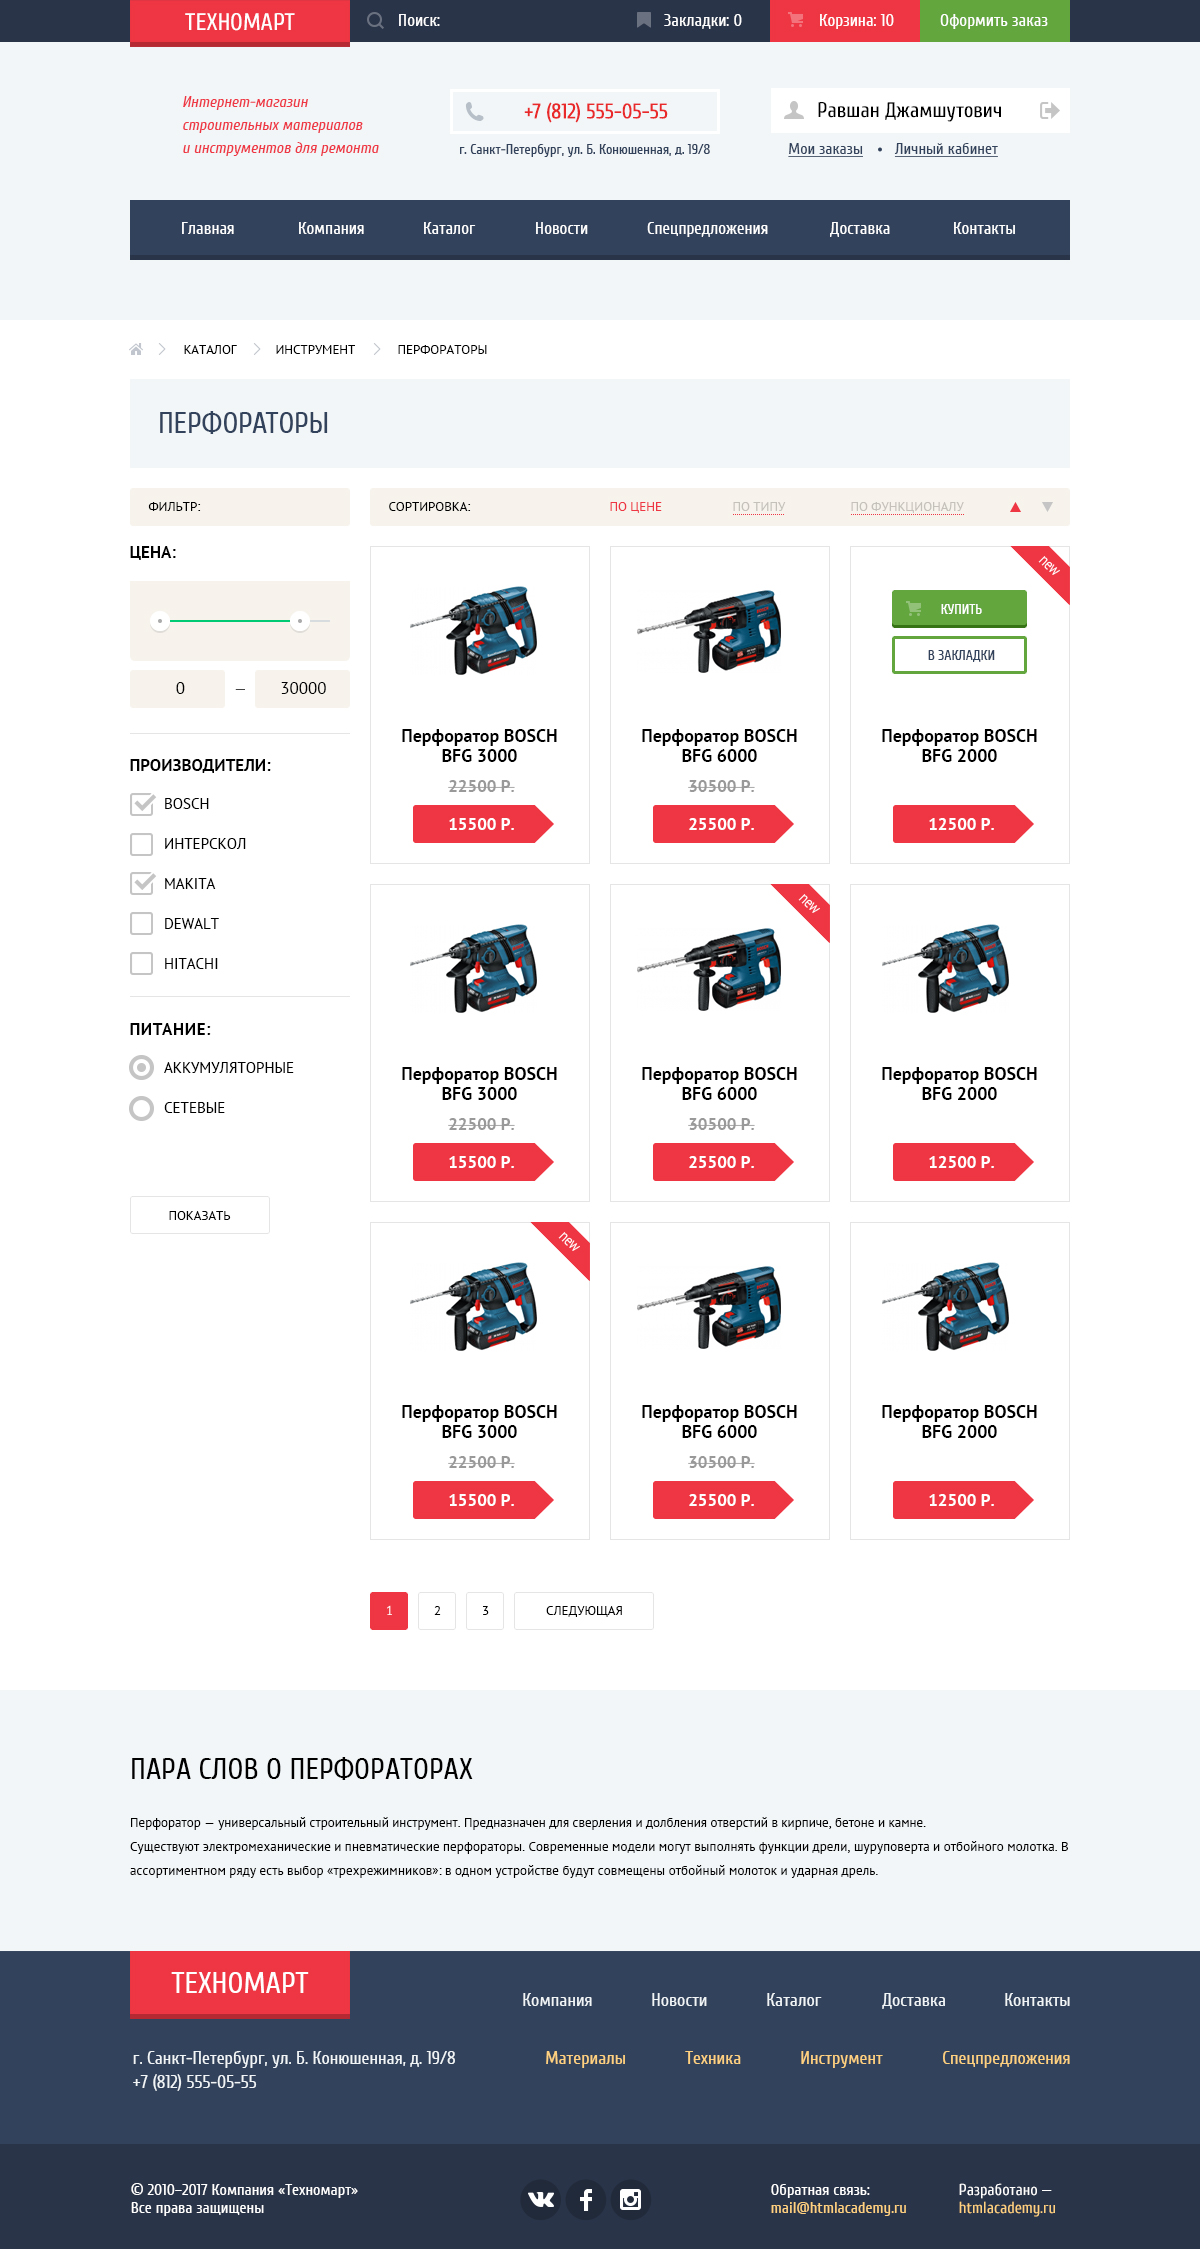 ТЕХНОМАРТ
Поиск:
Закладки: 0
Корзина: 10
Оформить заказ
Интернет-магазин
строительных материалов
и инструментов для ремонта
+7 (812) 555-05-55
г. Санкт-Петербург, ул. Б. Конюшенная, д. 19/8
Равшан Джамшутович
Мои заказы • Личный кабинет
Главная
Компания
Каталог
Новости
Спецпредложения
Доставка
Контакты
КАТАЛОГ
ИНСТРУМЕНТ
ПЕРФОРАТОРЫ
ПЕРФОРАТОРЫ
ФИЛЬТР:
ЦЕНА:
0 – 30000
ПРОИЗВОДИТЕЛИ:
BOSCH
ИНТЕРСКОЛ
MAKITA
DEWALT
HITACHI
ПИТАНИЕ:
АККУМУЛЯТОРНЫЕ
СЕТЕВЫЕ
ПОКАЗАТЬ
СОРТИРОВКА:
ПО ЦЕНЕ
ПО ТИПУ
ПО ФУНКЦИОНАЛУ
Перфоратор BOSCH
BFG 3000
22500 Р.
15500 Р.
Перфоратор BOSCH
BFG 6000
30500 Р.
25500 Р.
new
КУПИТЬ
В ЗАКЛАДКИ
Перфоратор BOSCH
BFG 2000
12500 Р.
Перфоратор BOSCH
BFG 3000
22500 Р.
15500 Р.
new
Перфоратор BOSCH
BFG 6000
30500 Р.
25500 Р.
Перфоратор BOSCH
BFG 2000
12500 Р.
new
Перфоратор BOSCH
BFG 3000
22500 Р.
15500 Р.
Перфоратор BOSCH
BFG 6000
30500 Р.
25500 Р.
Перфоратор BOSCH
BFG 2000
12500 Р.
1
2
3
СЛЕДУЮЩАЯ
ПАРА СЛОВ О ПЕРФОРАТОРАХ
Перфоратор — универсальный строительный инструмент. Предназначен для сверления и долбления отверстий в кирпиче, бетоне и камне.
Существуют электромеханические и пневматические перфораторы. Современные модели могут выполнять функции дрели, шуруповерта и отбойного молотка. В
ассортиментном ряду есть выбор «трехрежимников»: в одном устройстве будут совмещены отбойный молоток и ударная дрель.
ТЕХНОМАРТ
Компания
Новости
Каталог
Доставка
Контакты
г. Санкт-Петербург, ул. Б. Конюшенная, д. 19/8
+7 (812) 555-05-55
Материалы
Техника
Инструмент
Спецпредложения
© 2010–2017 Компания «Техномарт»
Все права защищены
Обратная связь:
mail@htmlacademy.ru
Разработано —
htmlacademy.ru